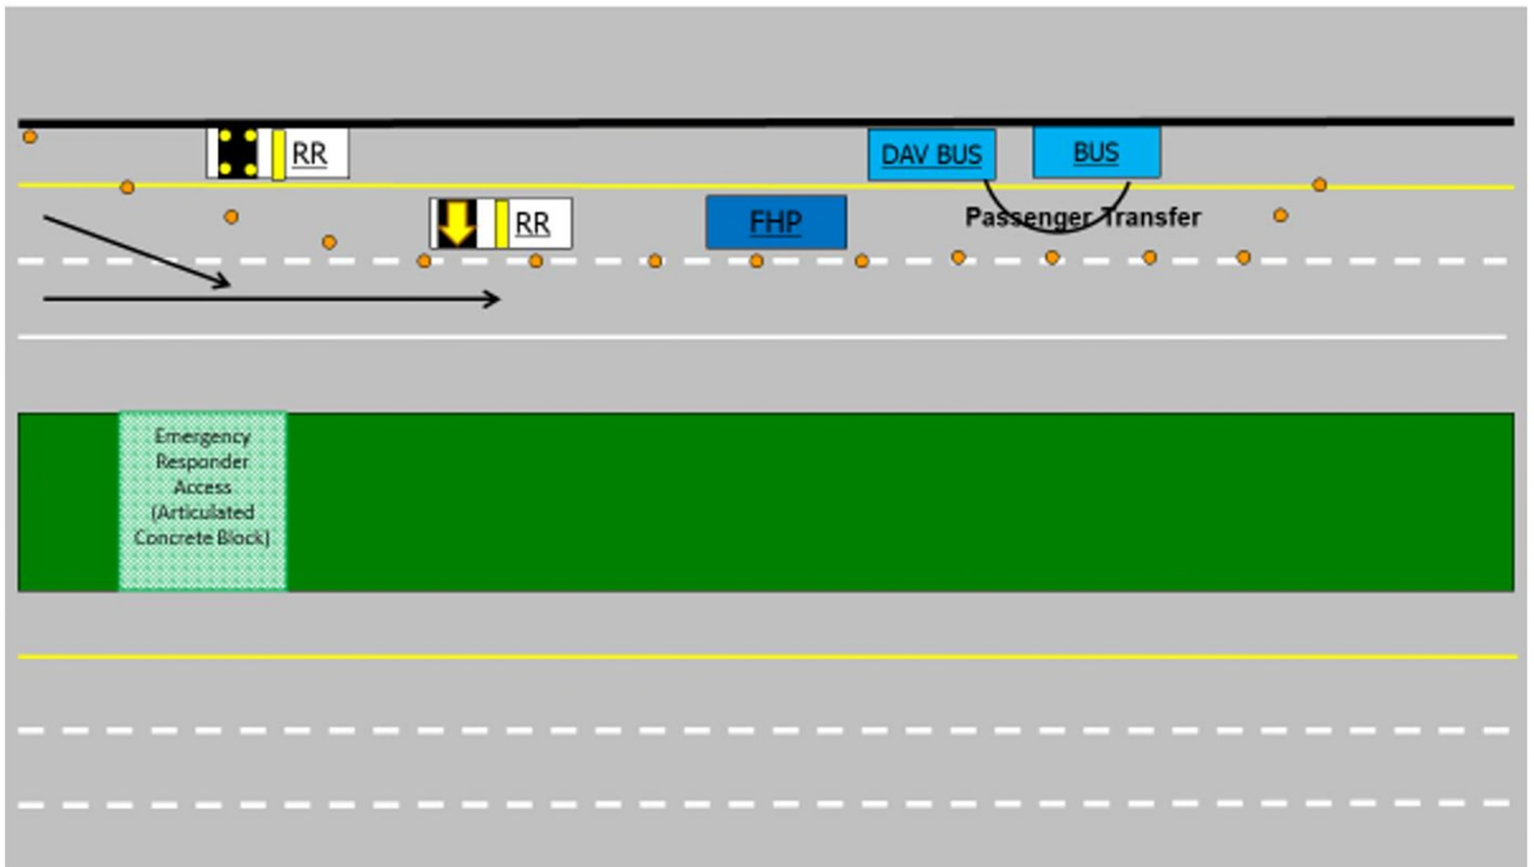 RR
DAV BUS
BUS
RR
FHP
Passenger Transfer
Emergency
Responder
Access
(Articulated
Concrete Block)